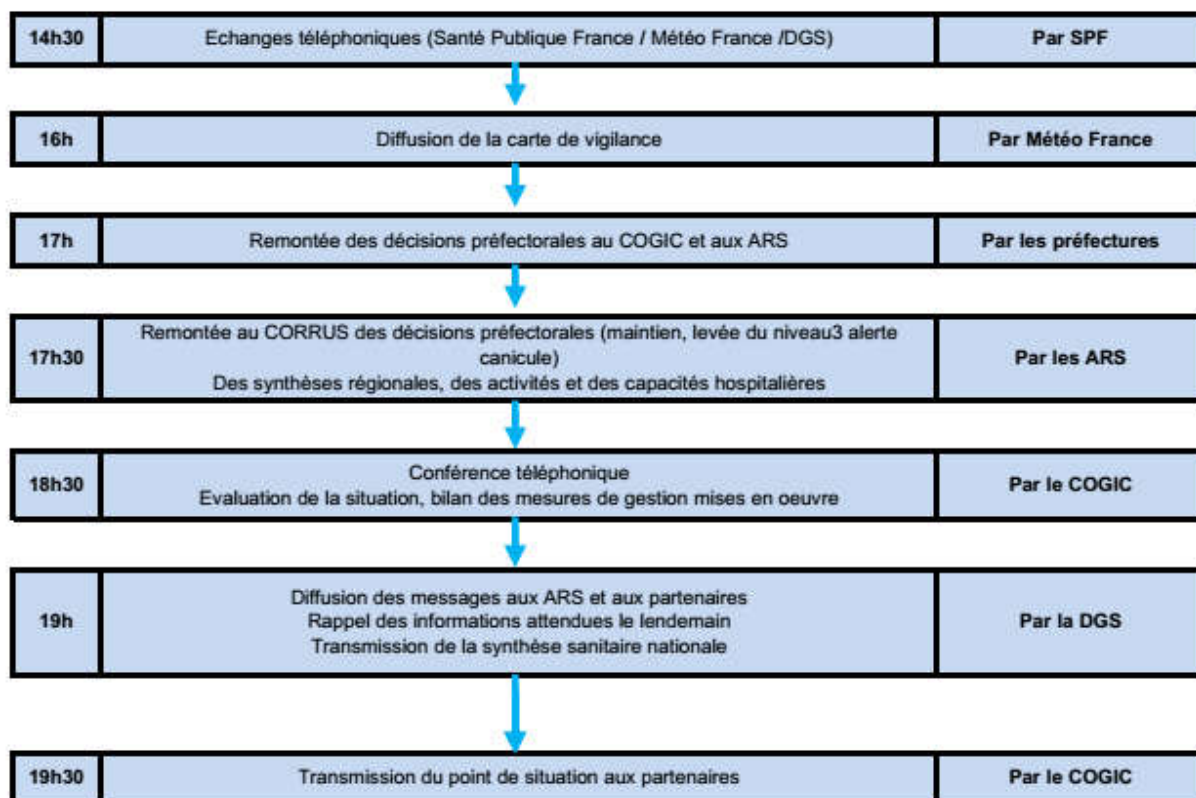 14h30
Echanges téléphoniques (Santé Publique France / Météo France /DGS)
Par SPF
16h
Diffusion de la carte de vigilance
Par Météo France
17h
Remontée des décisions préfectorales au COGIC et aux ARS
Par les préfectures
17h30
Remontée au CORRUS des décisions préfectorales (maintien, levée du niveau3 alerte
canicule)
Des synthèses régionales, des activités et des capacités hospitalières
Par les ARS
18h30
Conférence téléphonique
Evaluation de la situation, bilan des mesures de gestion mises en oeuvre
Par le COGIC
19h
Diffusion des messages aux ARS et aux partenaires
Rappel des informations attendues le lendemain
Transmission de la synthèse sanitaire nationale
Par la DGS
19h30
Transmission du point de situation aux partenaires
Par le COGIC